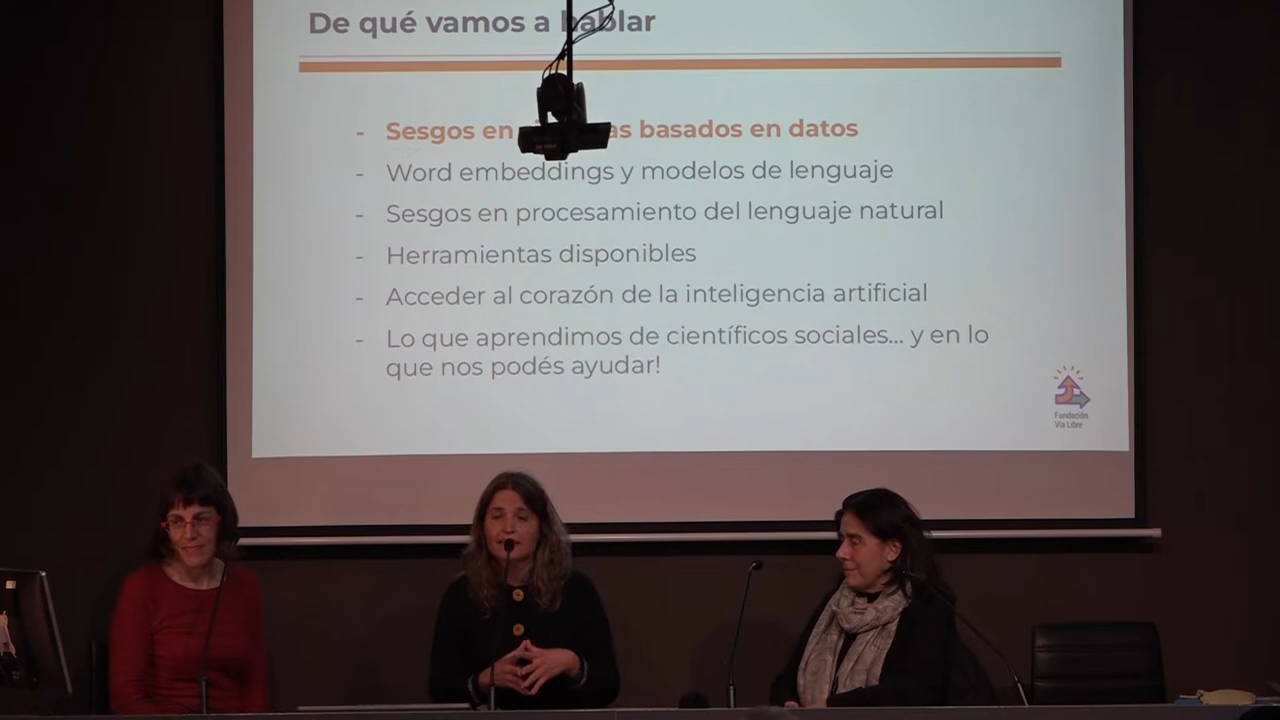 De qué vamos a hablar
- Sesgos en as basados en datos
- Word embeddings y modelos de lenguaje
- Sesgos en procesamiento del lenguaje natural
- Herramientas disponibles
- Acceder al corazón de la inteligencia artificial
- Lo que aprendimos de científicos sociales... y en lo
que nos podés ayudar!
Fundación
Via Libre